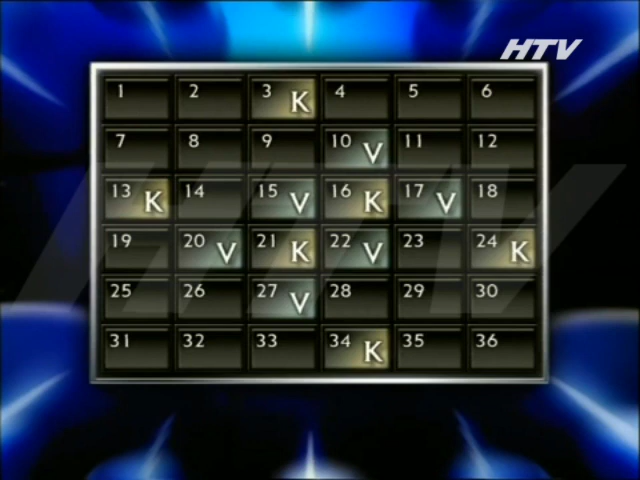 HTV
1 2 3 K 4 5 6
7 8 9 10 V 11 12
13 K 14 15 V 16 K 17 V 18
19 20 V 21 K 22 V 23 24 K
25 26 27 V 28 29 30
31 32 33 34 K 35 36
HTV